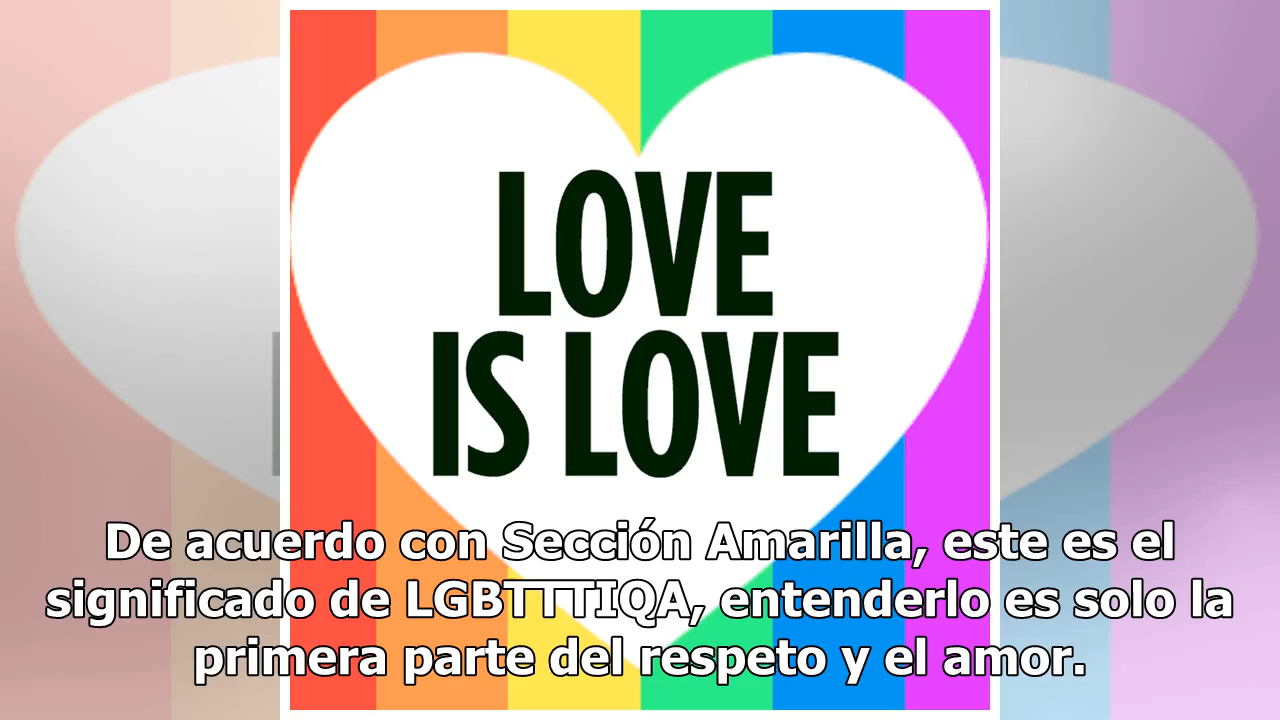 LOVE
IS LOVE
De acuerdo con Sección Amarilla, este es el
significado de LGBTTTIQA, entenderlo es solo la
primera parte del respeto y el amor.